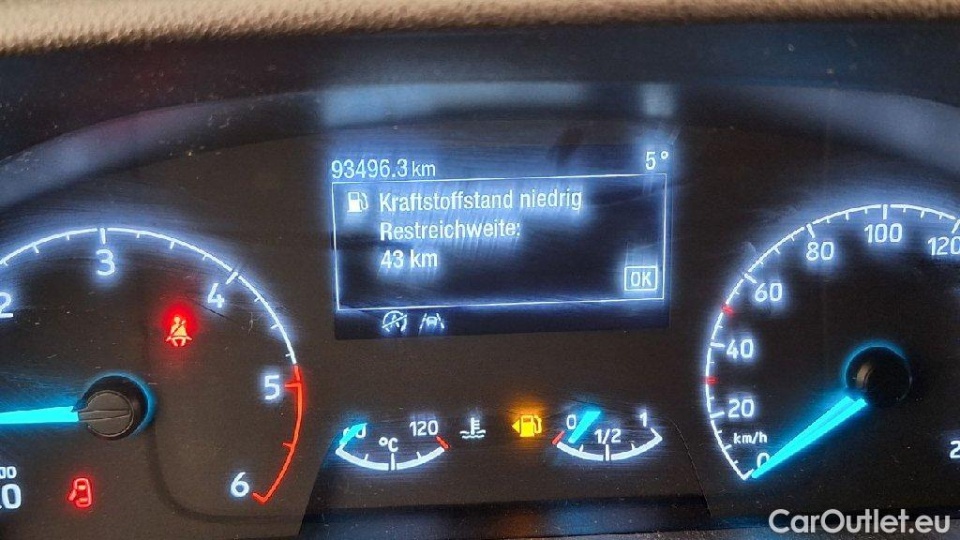 93496.3 km
5°
Kraftstoffstand niedrig
Restreichweite:
43 km
OK
2
3
4
5
6
20
40
60
80
100
120
km/h
0
°C
120
0
1/2
1
CarOutlet.eu